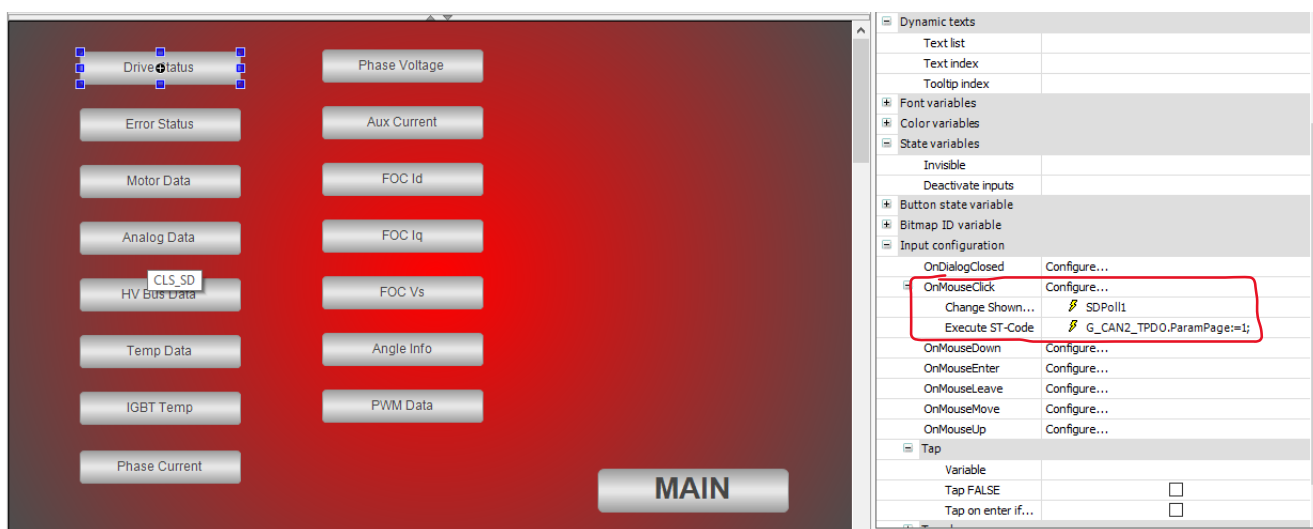 Drive Status
Error Status
Motor Data
Analog Data
CLS_SD
HV Bus Data
Temp Data
IGBT Temp
Phase Current
Phase Voltage
Aux Current
FOC Id
FOC Iq
FOC Vs
Angle Info
PWM Data
MAIN
Dynamic texts
Text list
Text index
Tooltip index
Font variables
Color variables
State variables
Invisible
Deactivate inputs
Button state variable
Bitmap ID variable
Input configuration
OnDialogClosed Configure...
OnMouseClick Configure...
Change Shown... SDPoll1
Execute ST-Code G_CAN2_TPDO.ParamPage:=1;
OnMouseDown Configure...
OnMouseEnter Configure...
OnMouseLeave Configure...
OnMouseMove Configure...
OnMouseUp Configure...
Tap
Variable
Tap FALSE
Tap on enter if...